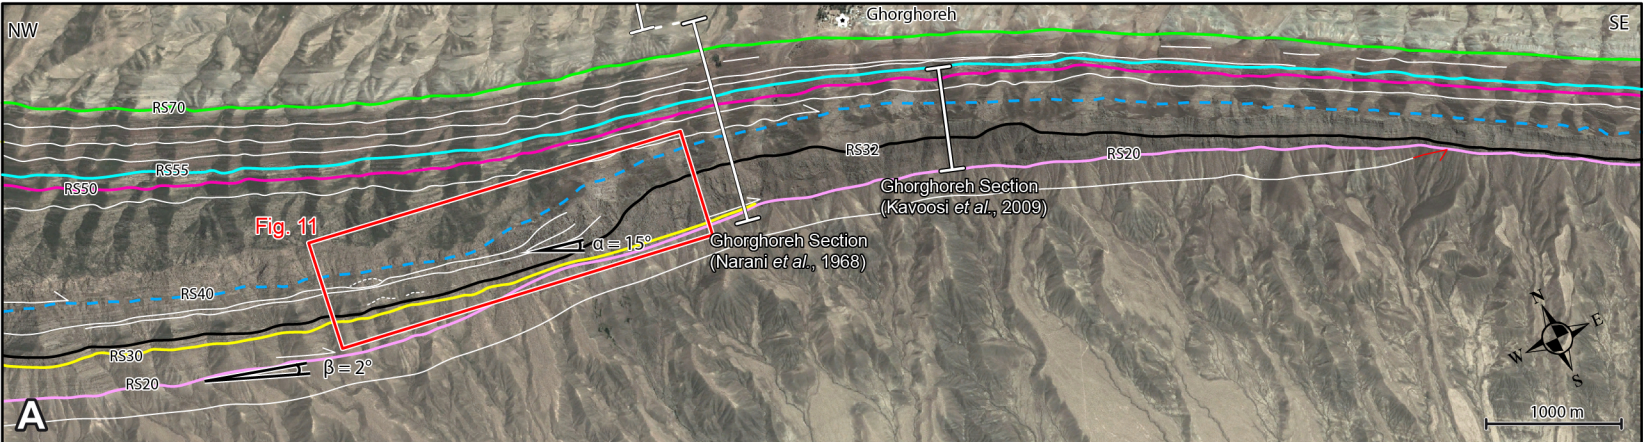 NW
Ghorghoreh
SE
RS70
RS55
RS50
RS32
RS20
Ghorghoreh Section
(Kavoosi et al., 2009)
Fig. 11
α = 15°
Ghorghoreh Section
(Narani et al., 1968)
RS40
RS30
β = 2°
RS20
N
E
W
S
A
1000 m